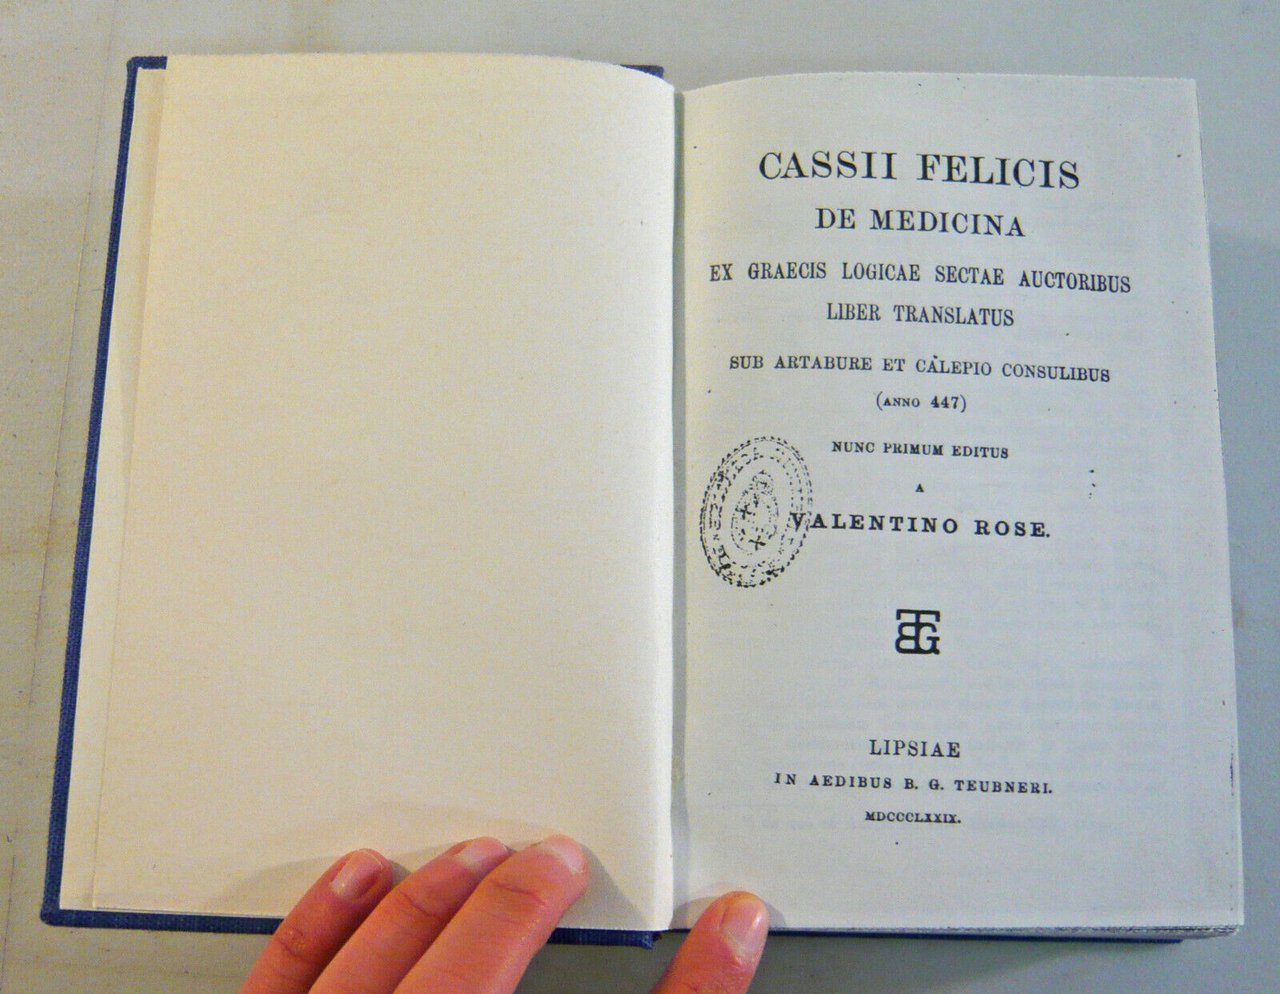 CASSII FELICIS
DE MEDICINA
EX GRAECIS LOGICAE SECTAE AUCTORIBUS
LIBER TRANSLATUS
SUB ARTABURE ET CALEPIO CONSULIBUS
(ANNO 447)
NUNC PRIMUM EDITUS
A
VALENTINO ROSE.
BTG
LIPSIAE
IN AEDIBUS B. G. TEUBNERI.
MDCCCLXXIX.